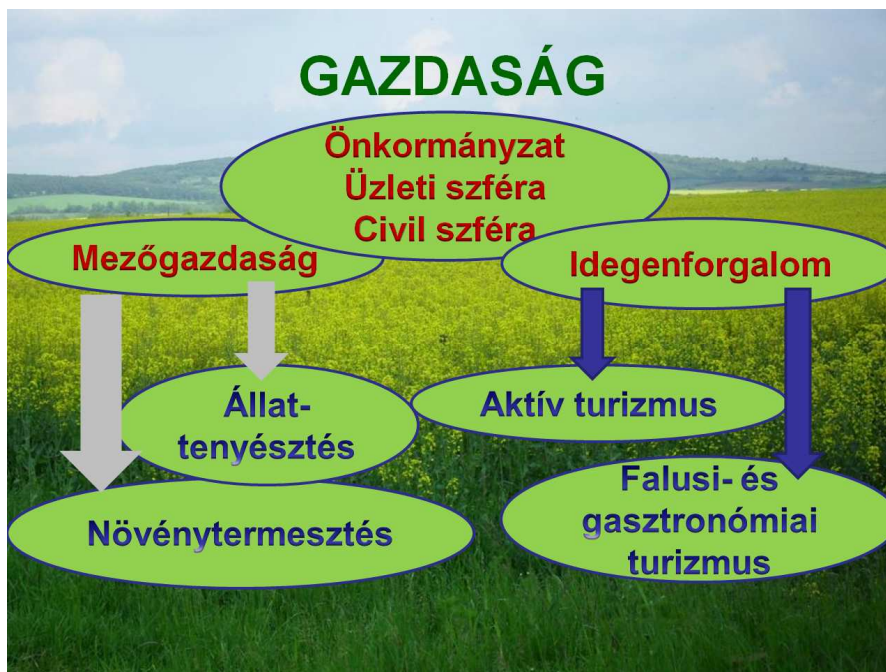 GAZDASÁG
Önkormányzat
Üzleti szféra
Civil szféra
Mezőgazdaság
Idegenforgalom
Állat-
tenyésztés
Aktív turizmus
Növénytermesztés
Falusi- és
gasztronómiai
turizmus